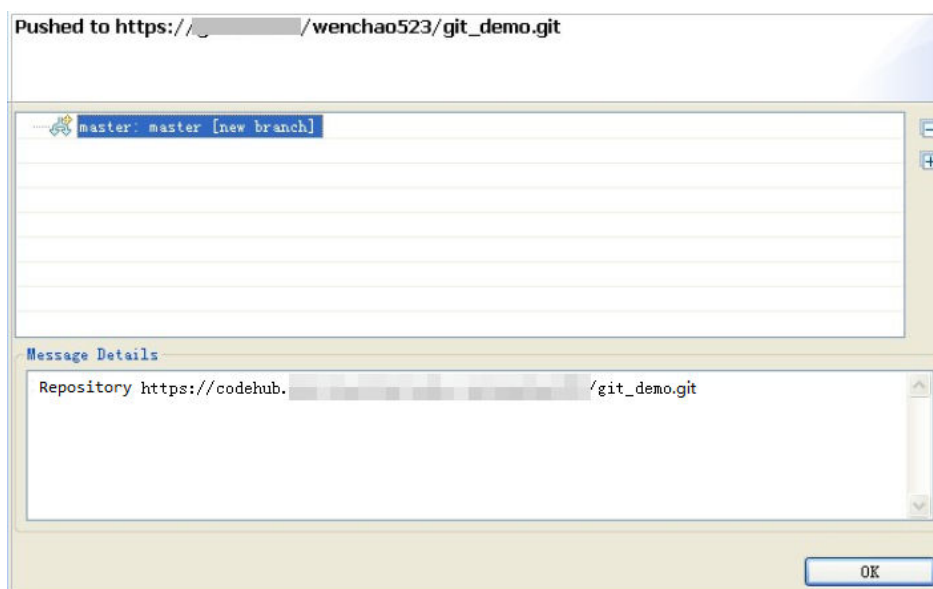 Pushed to https:// /wenchao523/git_demo.git
master: master [new branch]
Message Details
Repository https://codehub. /git_demo.git
OK